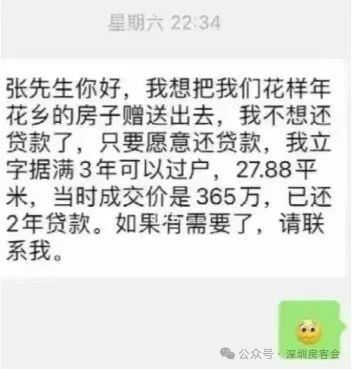 星期六 22:34
张先生你好，我想把我们花样年
花乡的房子赠送出去，我不想还
贷款了，只要愿意还贷款，我立
字据满3年可以过户，27.88平
米，当时成交价是365万，已还
2年贷款。如果有需要了，请联
系我。
公众号·深圳房客会